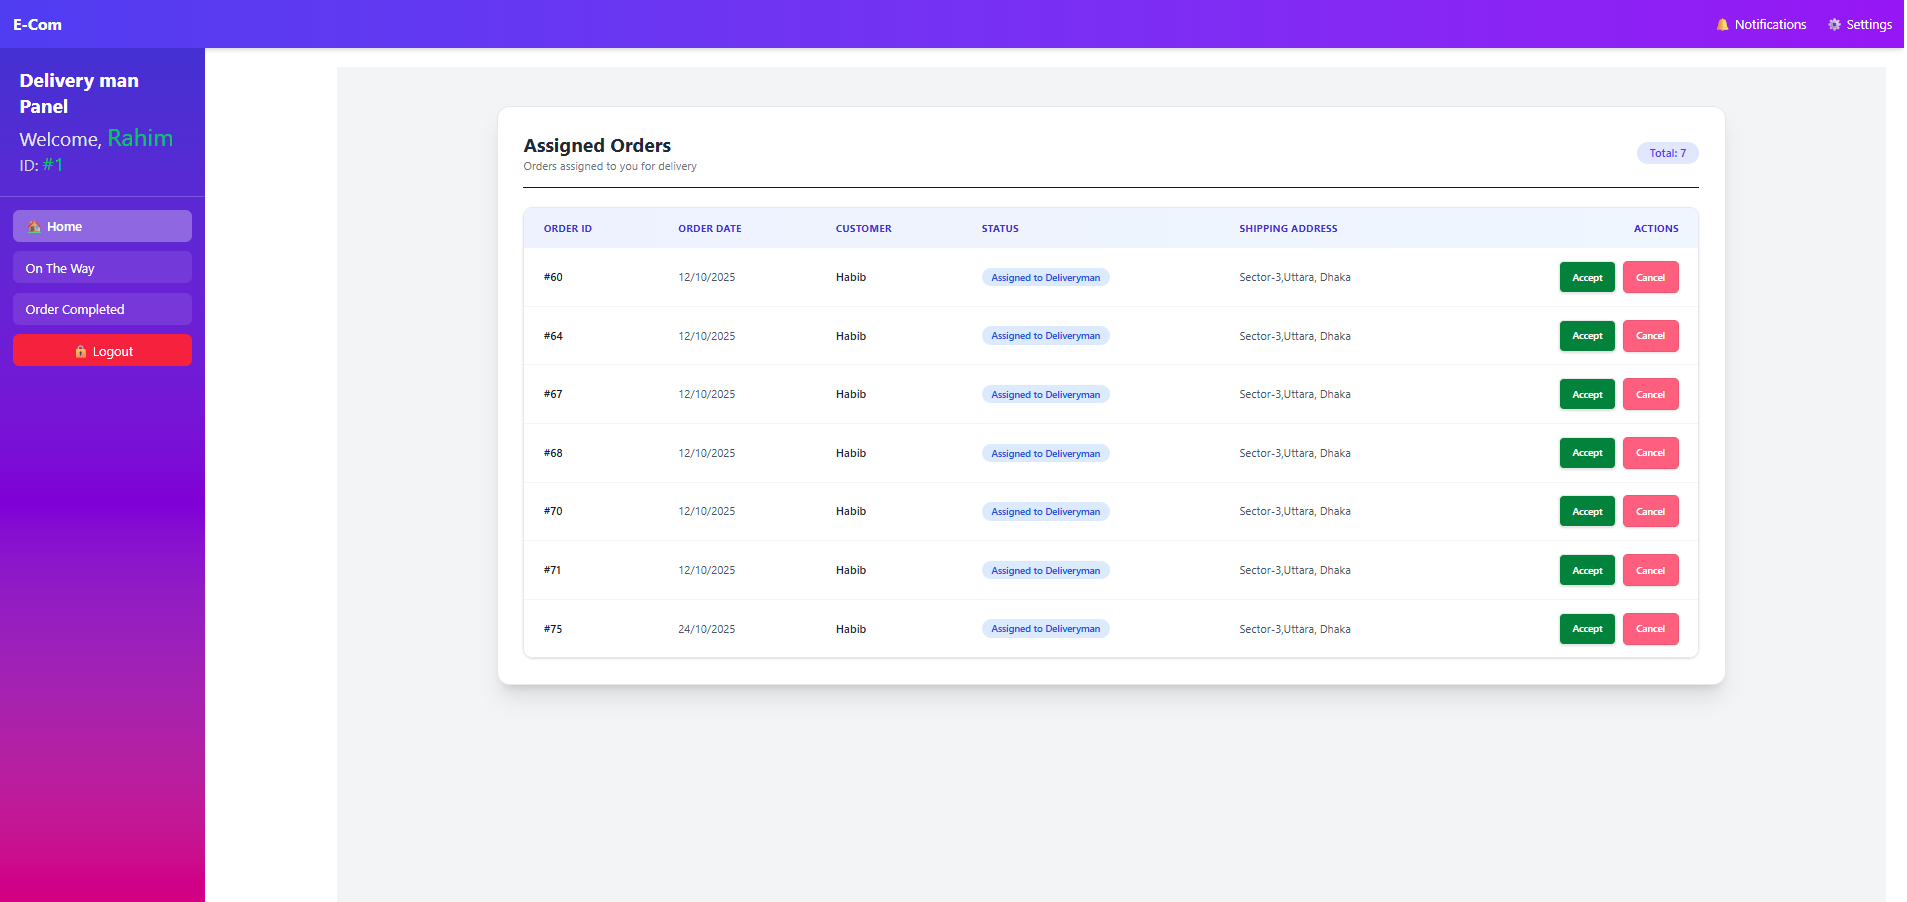 E-Com
Notifications
Settings
Delivery man
Panel
Welcome, Rahim
ID: #1
Home
On The Way
Order Completed
Logout
Assigned Orders
Orders assigned to you for delivery
Total: 7
ORDER ID ORDER DATE CUSTOMER STATUS SHIPPING ADDRESS ACTIONS
#60 12/10/2025 Habib Assigned to Deliveryman Sector-3,Uttara, Dhaka Accept Cancel
#64 12/10/2025 Habib Assigned to Deliveryman Sector-3,Uttara, Dhaka Accept Cancel
#67 12/10/2025 Habib Assigned to Deliveryman Sector-3,Uttara, Dhaka Accept Cancel
#68 12/10/2025 Habib Assigned to Deliveryman Sector-3,Uttara, Dhaka Accept Cancel
#70 12/10/2025 Habib Assigned to Deliveryman Sector-3,Uttara, Dhaka Accept Cancel
#71 12/10/2025 Habib Assigned to Deliveryman Sector-3,Uttara, Dhaka Accept Cancel
#75 24/10/2025 Habib Assigned to Deliveryman Sector-3,Uttara, Dhaka Accept Cancel